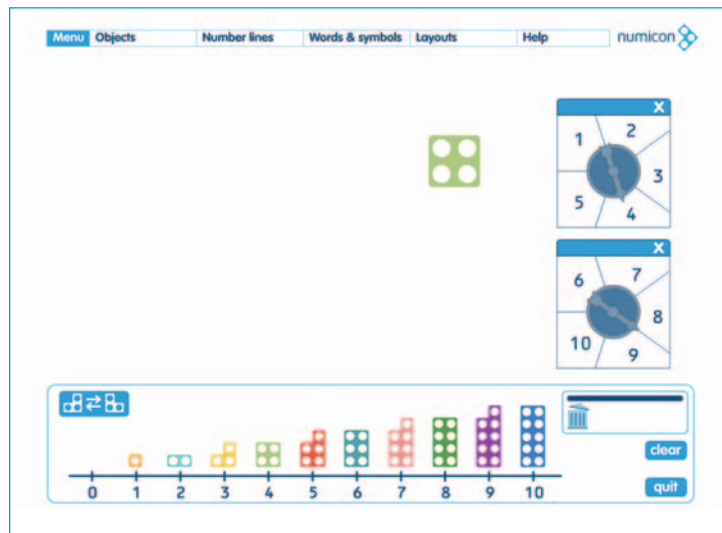 Menu Objects Number lines Words & symbols Layouts Help numicon
X
1 2 3 4 5
X
6 7 8 9 10
clear
0 1 2 3 4 5 6 7 8 9 10
quit